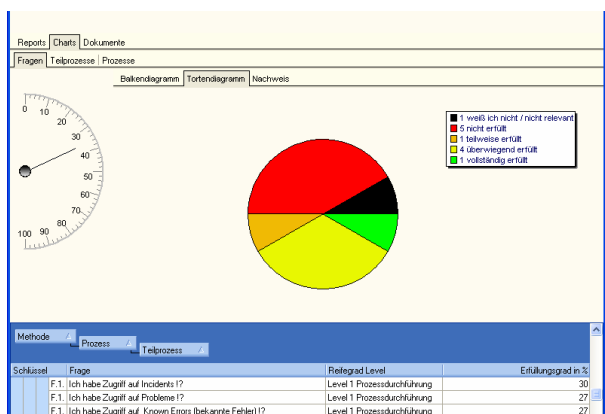 Reports Charts Dokumente
Fragen Teilprozesse Prozesse
Balkendiagramm Tortendiagramm Nachweis
0 10 20 30 40 50 60 70 80 90 100
1 weiß ich nicht / nicht relevant
5 nicht erfüllt
1 teilweise erfüllt
4 überwiegend erfüllt
1 vollständig erfüllt
Methode
Prozess
Teilprozess
Schlüssel Frage Reifegrad Level Erfüllungsgrad in %
F.1. Ich habe Zugriff auf Incidents !? Level 1 Prozessdurchführung 30
F.1. Ich habe Zugriff auf Probleme !? Level 1 Prozessdurchführung 27
F.1. Ich habe Zugriff auf Known Errors (bekannte Fehler) !? Level 1 Prozessdurchführung 27